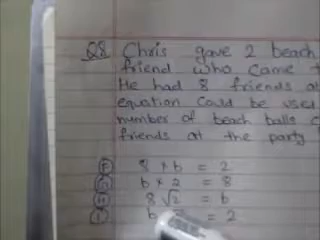 Q8 Chris gave 2 beach
friend who came
He had 8 friends
equation could be used
number of beach balls
friends at the party
8 × b = 2
b × 2 = 8
8 √2 = b
b = 2